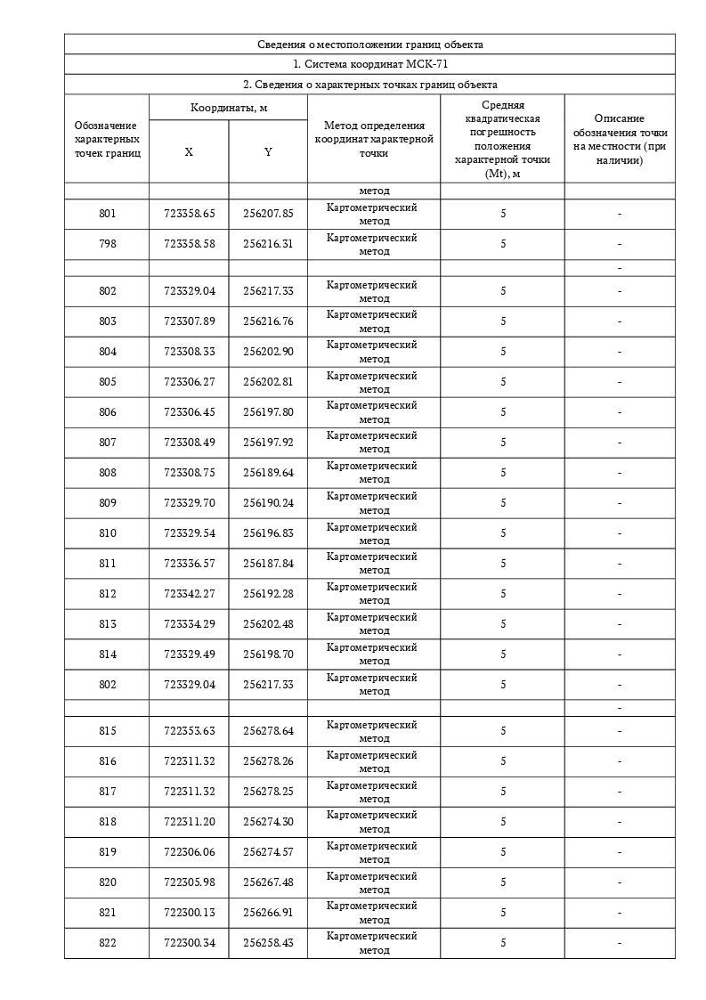 Сведения о местоположении границ объекта
1. Система координат МСК-71
2. Сведения о характерных точках границ объекта
Обозначение характерных точек границ
Координаты, м
X
Y
Метод определения координат характерной точки
Средняя квадратическая погрешность положения характерной точки (Mt), м
Описание обозначения точки на местности (при наличии)
метод
801 723358.65 256207.85 Картометрический метод 5 -
798 723358.58 256216.31 Картометрический метод 5 -
-
802 723329.04 256217.33 Картометрический метод 5 -
803 723307.89 256216.76 Картометрический метод 5 -
804 723308.33 256202.90 Картометрический метод 5 -
805 723306.27 256202.81 Картометрический метод 5 -
806 723306.45 256197.80 Картометрический метод 5 -
807 723308.49 256197.92 Картометрический метод 5 -
808 723308.75 256189.64 Картометрический метод 5 -
809 723329.70 256190.24 Картометрический метод 5 -
810 723329.54 256196.83 Картометрический метод 5 -
811 723336.57 256187.84 Картометрический метод 5 -
812 723342.27 256192.28 Картометрический метод 5 -
813 723334.29 256202.48 Картометрический метод 5 -
814 723329.49 256198.70 Картометрический метод 5 -
802 723329.04 256217.33 Картометрический метод 5 -
-
815 722353.63 256278.64 Картометрический метод 5 -
816 722311.32 256278.26 Картометрический метод 5 -
817 722311.32 256278.25 Картометрический метод 5 -
818 722311.20 256274.30 Картометрический метод 5 -
819 722306.06 256274.57 Картометрический метод 5 -
820 722305.98 256267.48 Картометрический метод 5 -
821 722300.13 256266.91 Картометрический метод 5 -
822 722300.34 256258.43 Картометрический метод 5 -